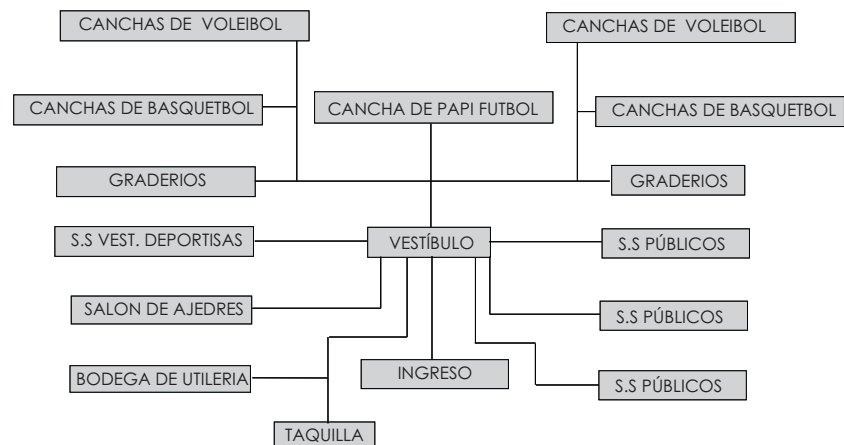 CANCHAS DE VOLEIBOL
CANCHAS DE VOLEIBOL
CANCHAS DE BASQUETBOL
CANCHA DE PAPI FUTBOL
CANCHAS DE BASQUETBOL
GRADERIOS
GRADERIOS
S.S VEST. DEPORTISAS
VESTÍBULO
S.S PÚBLICOS
SALON DE AJEDRES
S.S PÚBLICOS
BODEGA DE UTILERIA
INGRESO
S.S PÚBLICOS
TAQUILLA